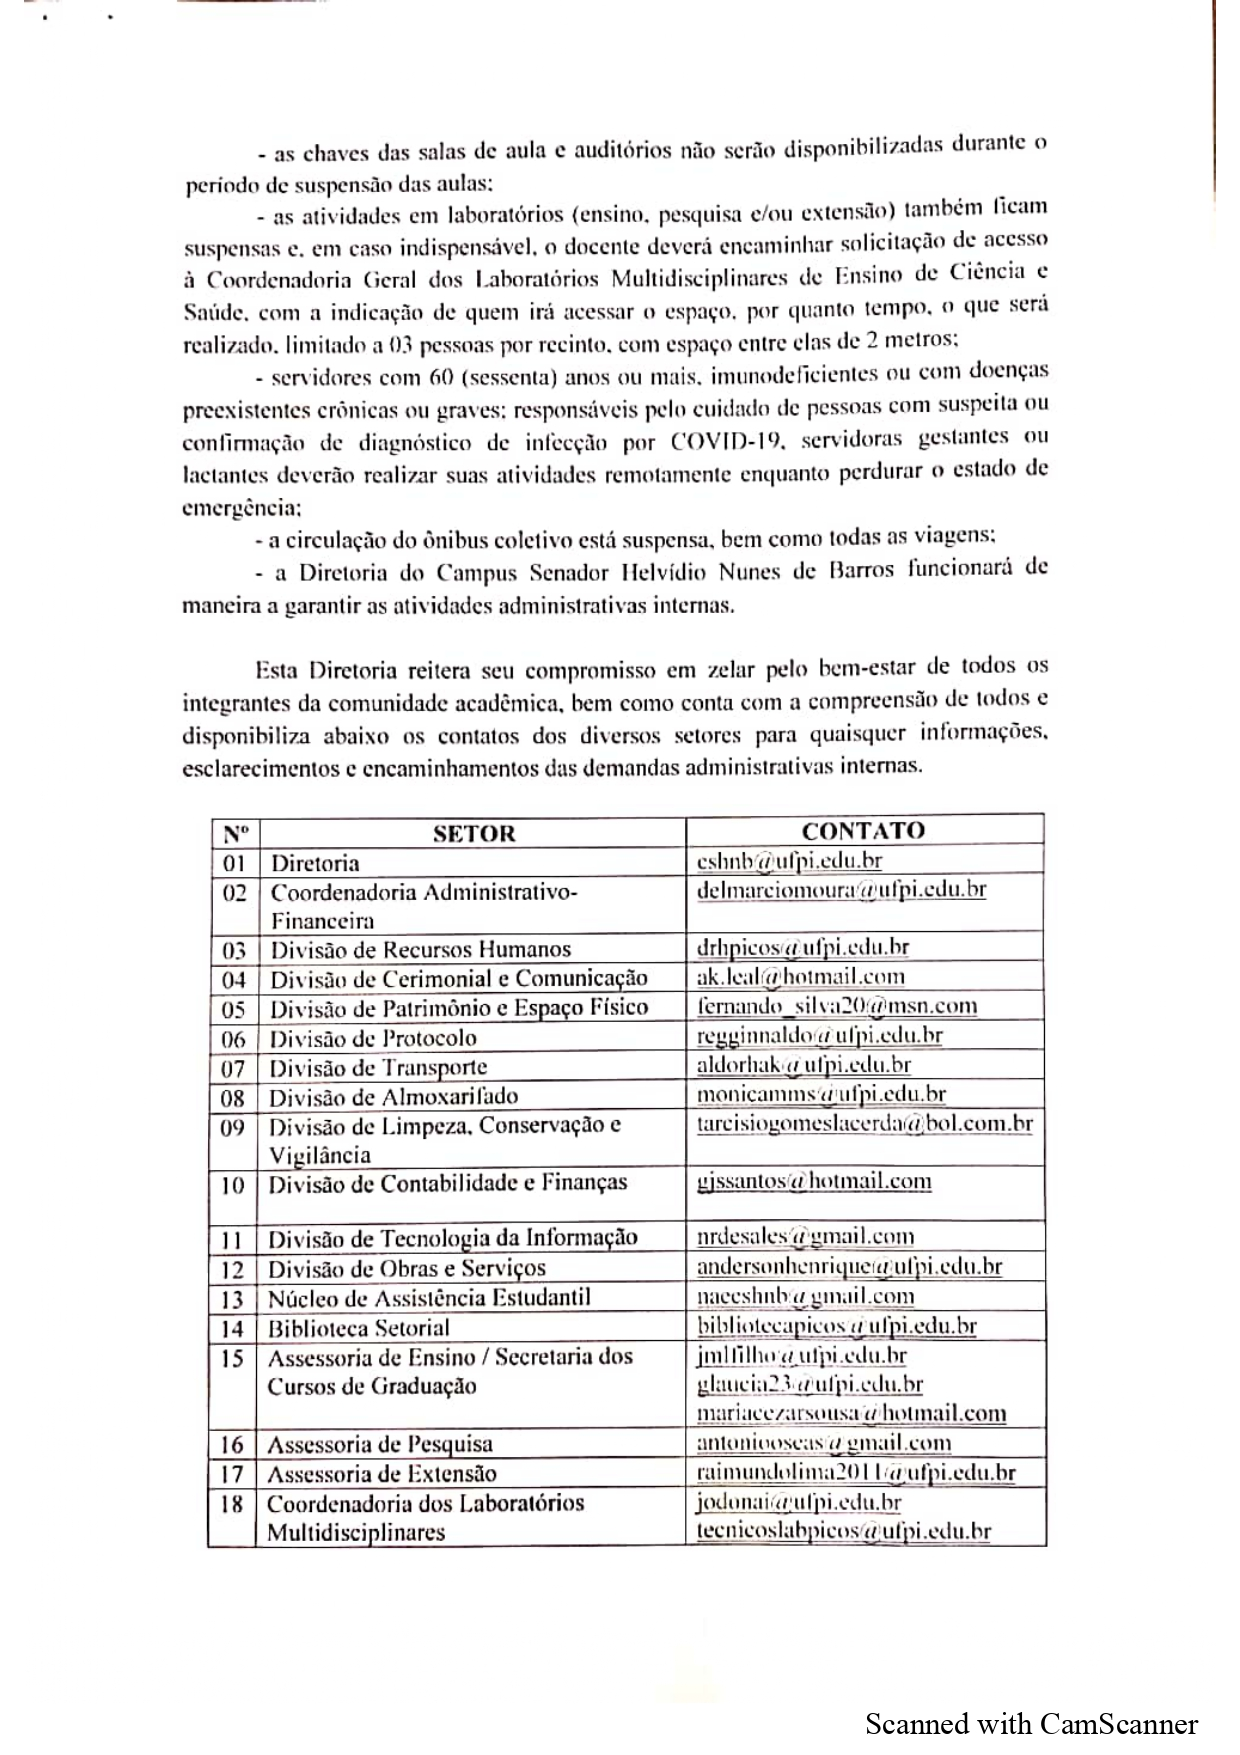 - as chaves das salas de aula e auditórios não serão disponibilizadas durante o
período de suspensão das aulas;
- as atividades em laboratórios (ensino, pesquisa e/ou extensão) também ficam
suspensas e, em caso indispensável, o docente deverá encaminhar solicitação de acesso
à Coordenadoria Geral dos Laboratórios Multidisciplinares de Ensino de Ciência e
Saúde, com a indicação de quem irá acessar o espaço, por quanto tempo, o que será
realizado, limitado a 03 pessoas por recinto, com espaço entre elas de 2 metros;
- servidores com 60 (sessenta) anos ou mais, imunodeficientes ou com doenças
preexistentes crônicas ou graves; responsáveis pelo cuidado de pessoas com suspeita ou
confirmação de diagnóstico de infecção por COVID-19, servidoras gestantes ou
lactantes deverão realizar suas atividades remotamente enquanto perdurar o estado de
emergência;
- a circulação do ônibus coletivo está suspensa, bem como todas as viagens;
- a Diretoria do Campus Senador Helvídio Nunes de Barros funcionará de
maneira a garantir as atividades administrativas internas.
Esta Diretoria reitera seu compromisso em zelar pelo bem-estar de todos os
integrantes da comunidade acadêmica, bem como conta com a compreensão de todos e
disponibiliza abaixo os contatos dos diversos setores para quaisquer informações,
esclarecimentos e encaminhamentos das demandas administrativas internas.
Nº SETOR CONTATO
01 Diretoria cshnb@ufpi.edu.br
02 Coordenadoria Administrativo- delmarciomoura@ufpi.edu.br
Financeira
03 Divisão de Recursos Humanos drhpicos@ufpi.edu.br
04 Divisão de Cerimonial e Comunicação ak.leal@hotmail.com
05 Divisão de Patrimônio e Espaço Físico fernando_silva20@msn.com
06 Divisão de Protocolo regginnaldo@ufpi.edu.br
07 Divisão de Transporte aldorhak@ufpi.edu.br
08 Divisão de Almoxarifado monicamms@ufpi.edu.br
09 Divisão de Limpeza, Conservação e tarcisiogomeslacerda@bol.com.br
Vigilância
10 Divisão de Contabilidade e Finanças gjssantos@hotmail.com
11 Divisão de Tecnologia da Informação nrdesales@gmail.com
12 Divisão de Obras e Serviços andersonhenrique@ufpi.edu.br
13 Núcleo de Assistência Estudantil naecshnb@gmail.com
14 Biblioteca Setorial bibliotecapicos@ufpi.edu.br
15 Assessoria de Ensino / Secretaria dos jmlfilho@ufpi.edu.br
Cursos de Graduação glaucia23@ufpi.edu.br
mariacezarsousa@hotmail.com
16 Assessoria de Pesquisa antoniooseas@gmail.com
17 Assessoria de Extensão raimundolima2011@ufpi.edu.br
18 Coordenadoria dos Laboratórios jodonai@ufpi.edu.br
Multidisciplinares tecnicoslabpicos@ufpi.edu.br
Scanned with CamScanner